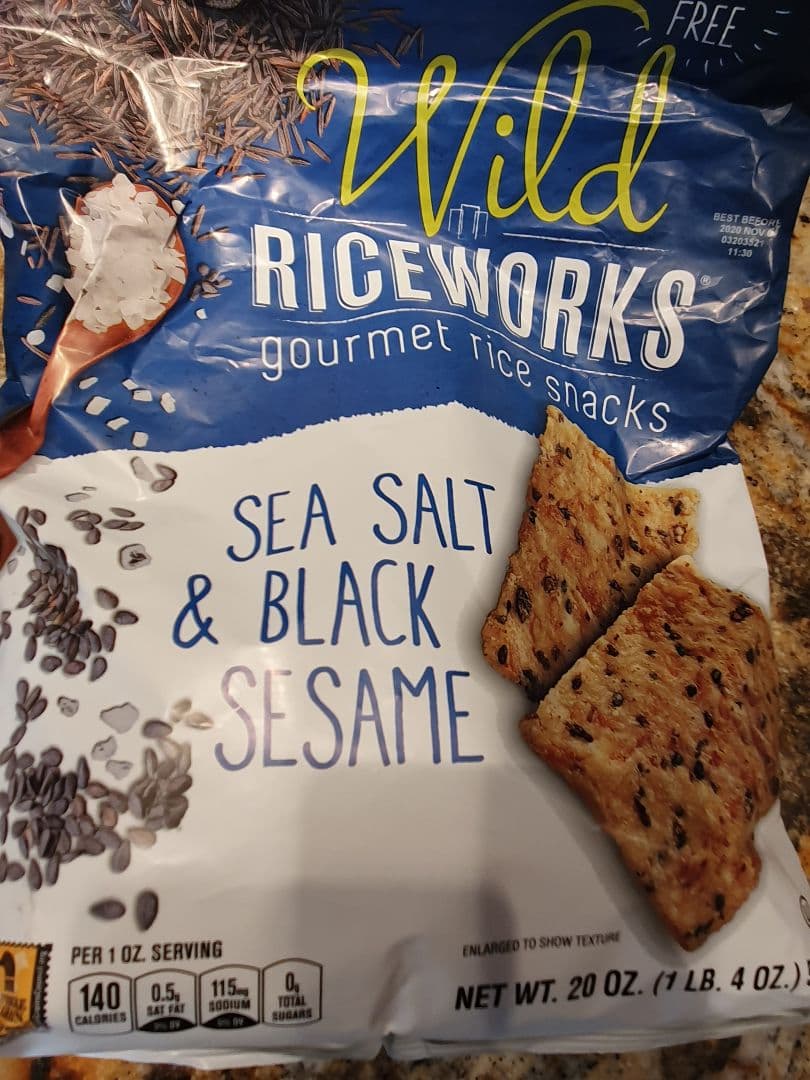 FREE
Wild
BEST BEFORE
2020 NOV
03203521
11:30
RICEWORKS®
gourmet rice snacks
SEA SALT
& BLACK
SESAME
PER 1 OZ. SERVING
140
CALORIES
0.5g
SAT FAT
115mg
SODIUM
0g
TOTAL
SUGARS
ENLARGED TO SHOW TEXTURE
NET WT. 20 OZ. (1 LB. 4 OZ.)